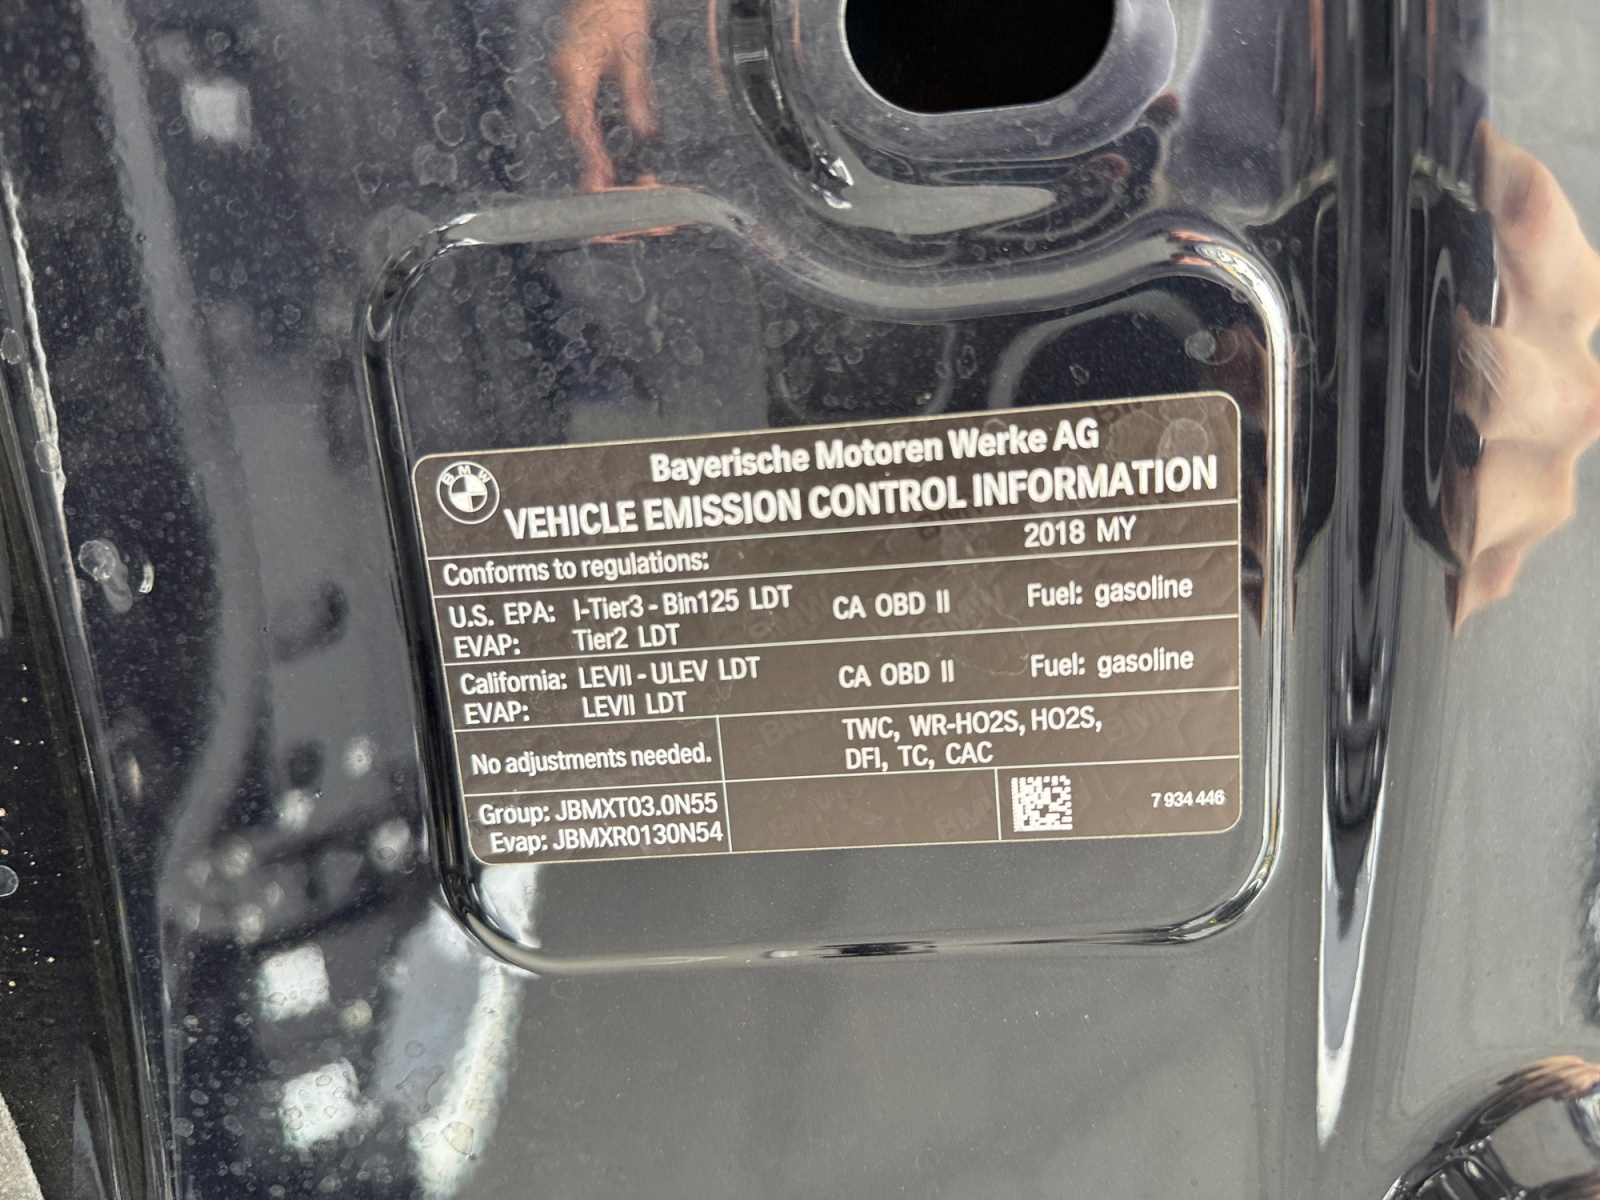 BMW
Bayerische Motoren Werke AG
VEHICLE EMISSION CONTROL INFORMATION
Conforms to regulations: 2018 MY
U.S. EPA: I-Tier3 - Bin125 LDT CA OBD II Fuel: gasoline
EVAP: Tier2 LDT
California: LEVII - ULEV LDT CA OBD II Fuel: gasoline
EVAP: LEVII LDT
No adjustments needed. TWC, WR-HO2S, HO2S,
DFI, TC, CAC
Group: JBMXT03.0N55
Evap: JBMXR0130N54
7 934 446